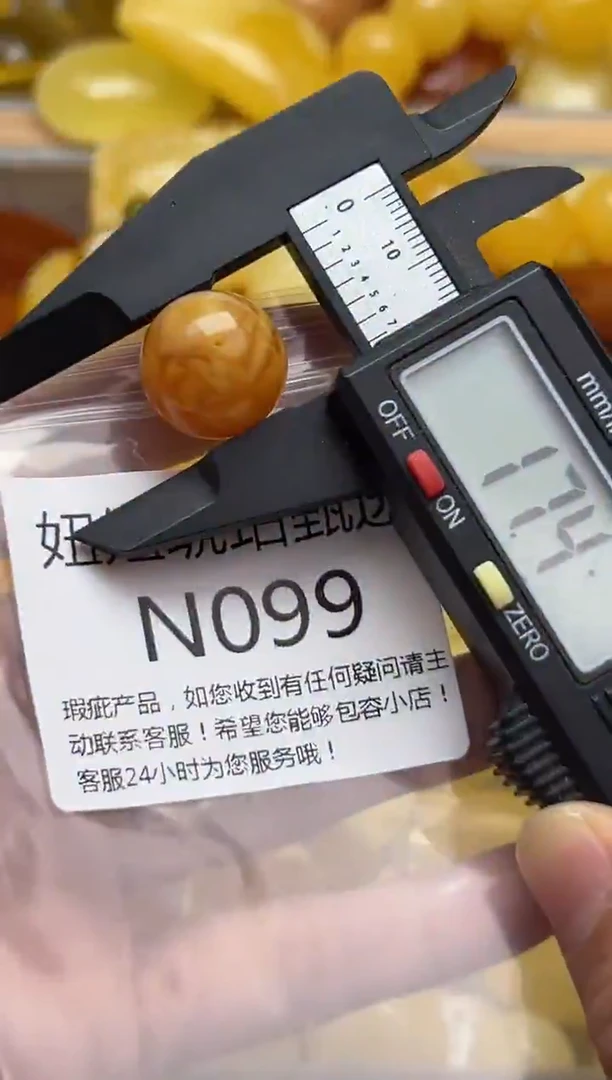 0
10
1 2 3 4 5 6 7
mm/in
OFF
ON
17.4
ZERO
N099
瑕疵产品，如您收到有任何疑问请主
动联系客服！希望您能够包容小店！
客服24小时为您服务哦！